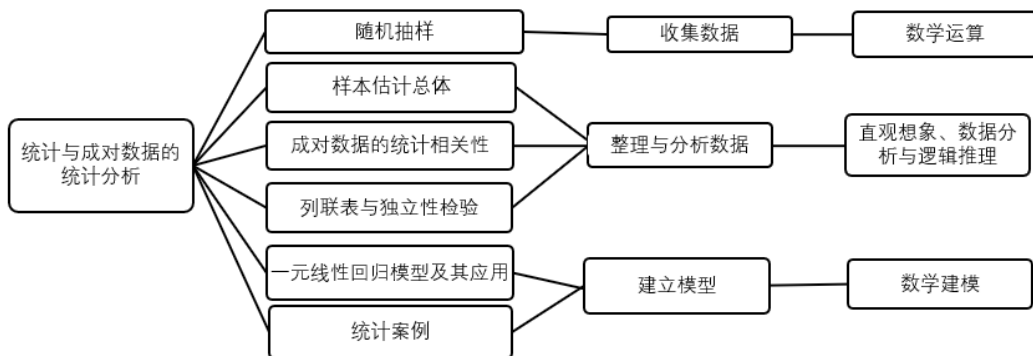 随机抽样
收集数据
数学运算
样本估计总体
统计与成对数据的
统计分析
成对数据的统计相关性
整理与分析数据
直观想象、数据分
析与逻辑推理
列联表与独立性检验
一元线性回归模型及其应用
建立模型
数学建模
统计案例